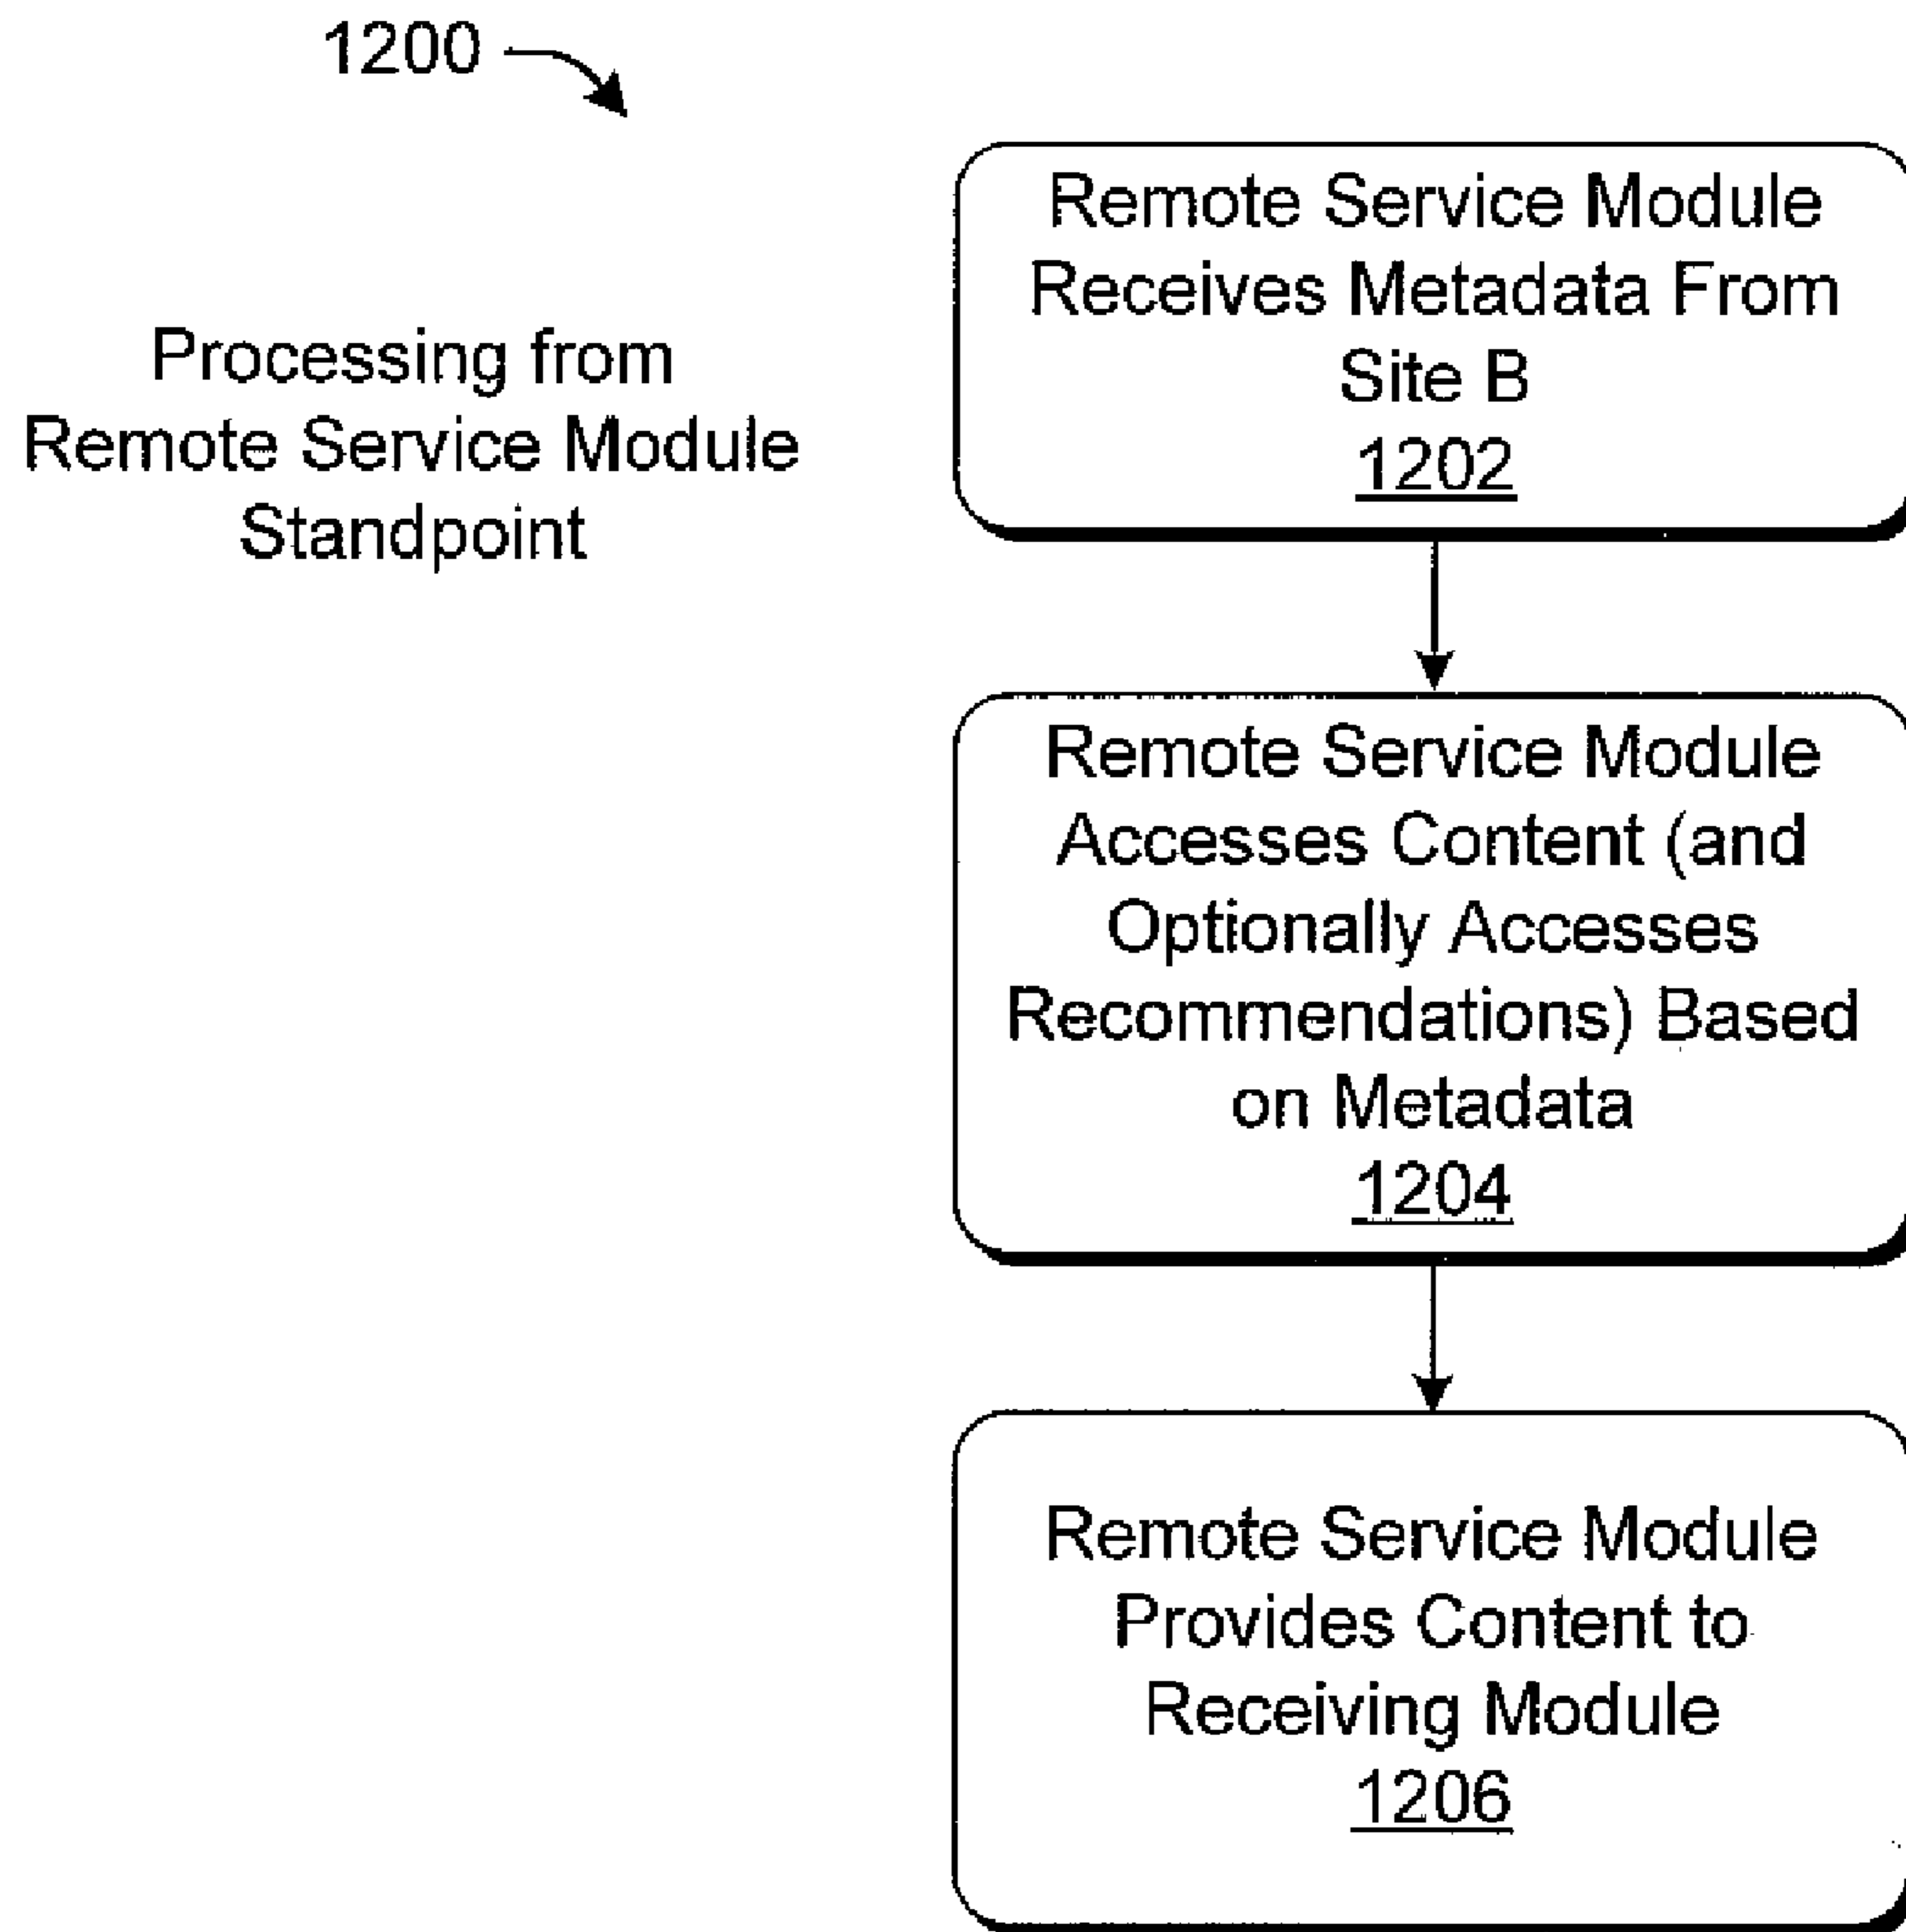 1200
Processing from
Remote Service Module
Standpoint
Remote Service Module
Receives Metadata From
Site B
1202
Remote Service Module
Accesses Content (and
Optionally Accesses
Recommendations) Based
on Metadata
1204
Remote Service Module
Provides Content to
Receiving Module
1206